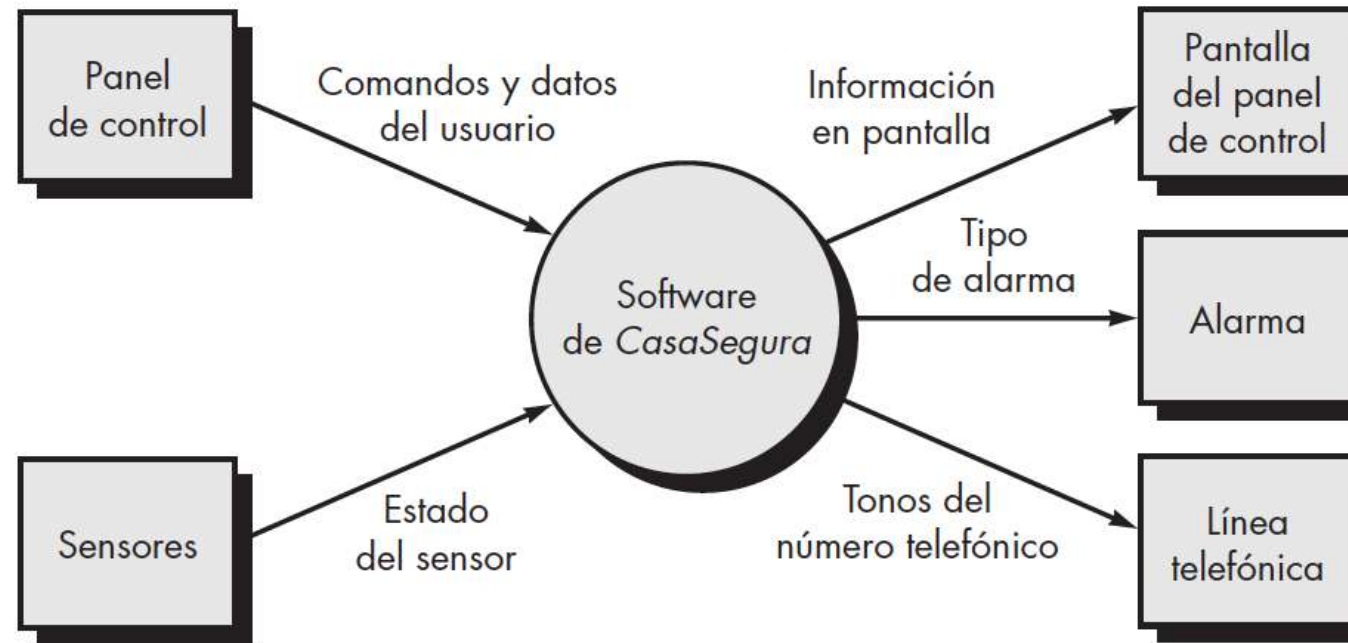 Panel
de control
Comandos y datos
del usuario
Información
en pantalla
Pantalla
del panel
de control
Tipo
de alarma
Software
de CasaSegura
Alarma
Sensores
Estado
del sensor
Tonos del
número telefónico
Línea
telefónica